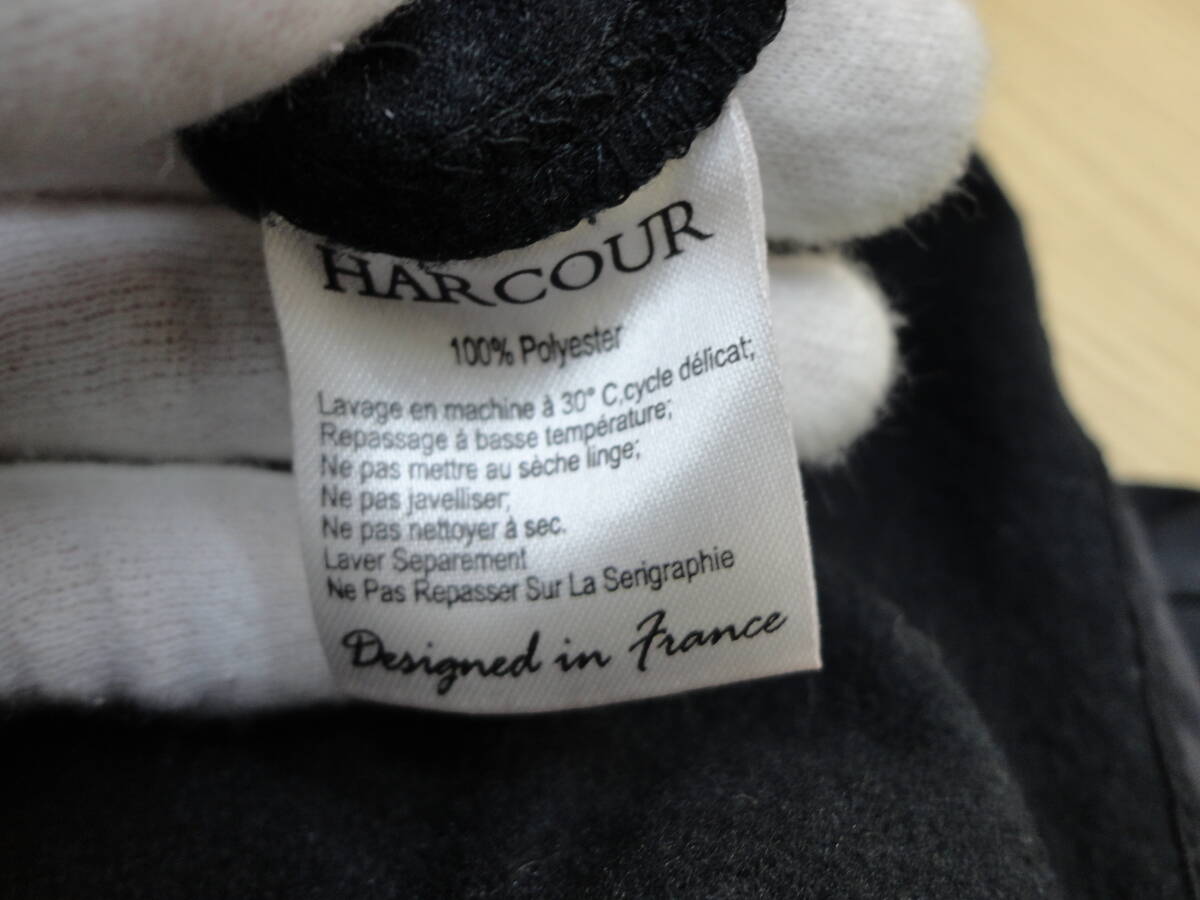 HARCOUR
100% Polyester
Lavage en machine à 30° C,cycle délicat;
Repassage à basse température;
Ne pas mettre au sèche linge;
Ne pas javelliser;
Ne pas nettoyer à sec.
Laver Separement
Ne Pas Repasser Sur La Serigraphie
Designed in France